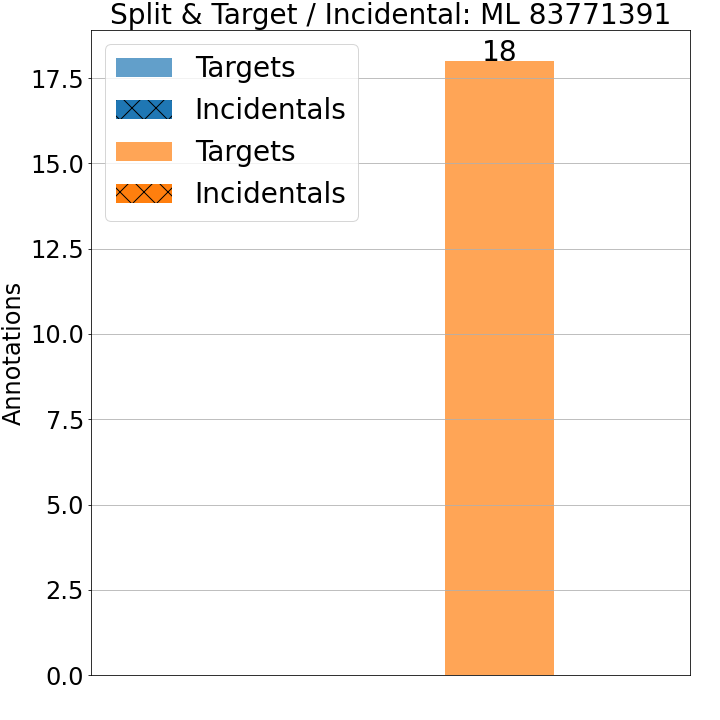 Split & Target / Incidental: ML 83771391
18
Targets
Incidentals
Targets
Incidentals
Annotations
17.5
15.0
12.5
10.0
7.5
5.0
2.5
0.0